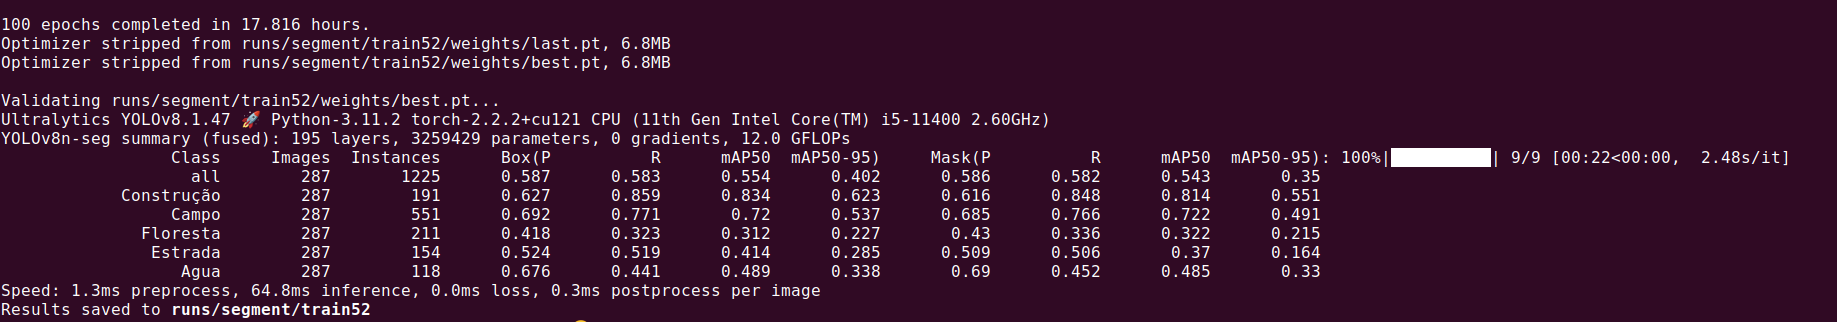 100 epochs completed in 17.816 hours.
Optimizer stripped from runs/segment/train52/weights/last.pt, 6.8MB
Optimizer stripped from runs/segment/train52/weights/best.pt, 6.8MB
Validating runs/segment/train52/weights/best.pt...
Ultralytics YOLOv8.1.47 🚀 Python-3.11.2 torch-2.2.2+cu121 CPU (11th Gen Intel Core(TM) i5-11400 2.60GHz)
YOLOv8n-seg summary (fused): 195 layers, 3259429 parameters, 0 gradients, 12.0 GFLOPs
Class Images Instances Box(P R mAP50 mAP50-95) Mask(P R mAP50 mAP50-95): 100%|██████████| 9/9 [00:22<00:00, 2.48s/it]
all 287 1225 0.587 0.583 0.554 0.402 0.586 0.582 0.543 0.35
Construção 287 191 0.627 0.859 0.834 0.623 0.616 0.848 0.814 0.551
Campo 287 551 0.692 0.771 0.72 0.537 0.685 0.766 0.722 0.491
Floresta 287 211 0.418 0.323 0.312 0.227 0.43 0.336 0.322 0.215
Estrada 287 154 0.524 0.519 0.414 0.285 0.509 0.506 0.37 0.164
Agua 287 118 0.676 0.441 0.489 0.338 0.69 0.452 0.485 0.33
Speed: 1.3ms preprocess, 64.8ms inference, 0.0ms loss, 0.3ms postprocess per image
Results saved to runs/segment/train52